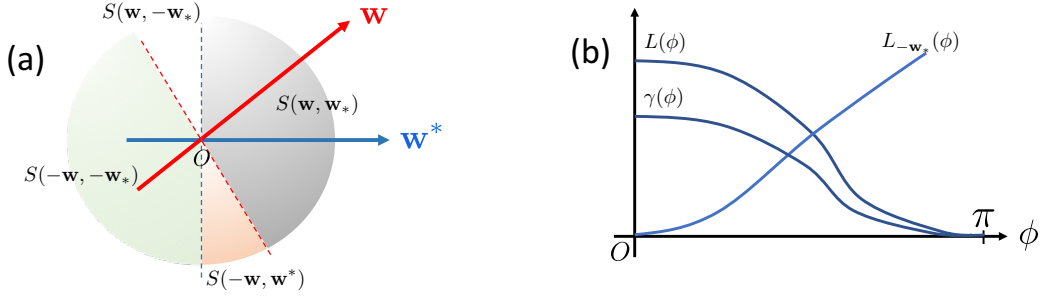 (a)
S(w, −w*)
w
S(w, w*)
w*
O
S(−w, −w*)
S(−w, w*)
(b)
L(φ)
L₋w*(φ)
γ(φ)
O
π
φ